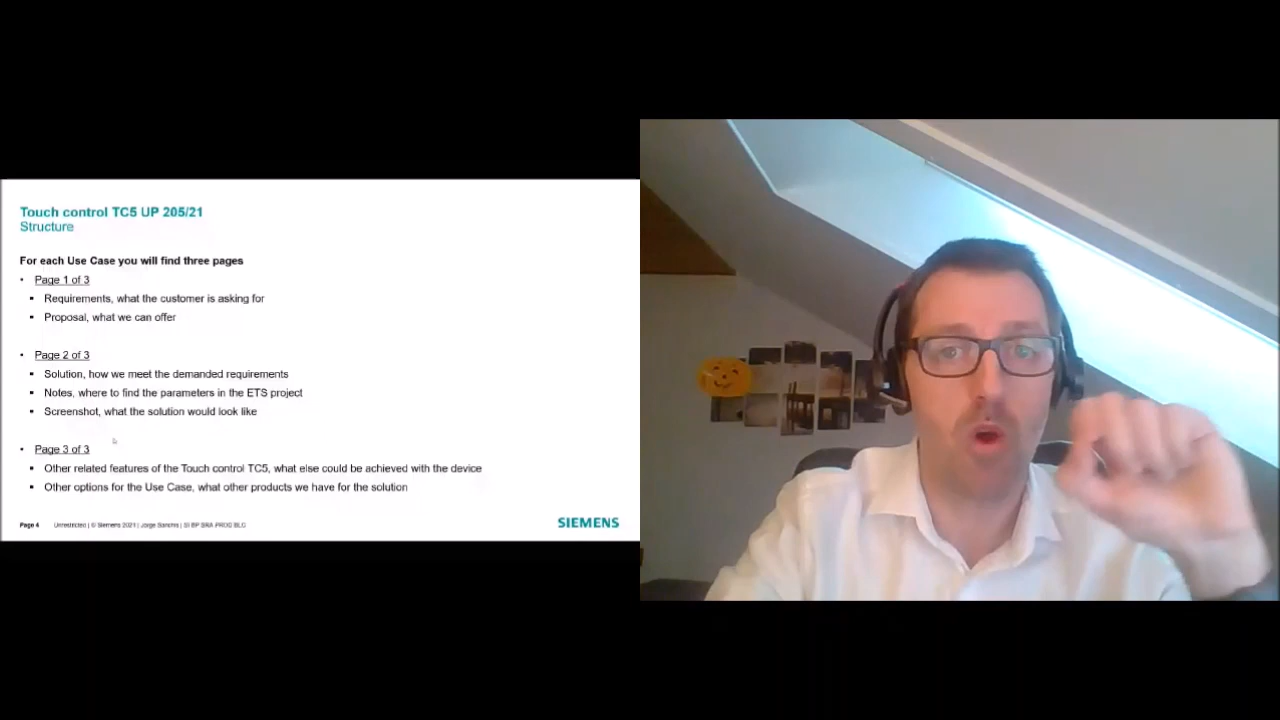 Touch control TC5 UP 205/21
Structure
For each Use Case you will find three pages
• Page 1 of 3
▪ Requirements, what the customer is asking for
▪ Proposal, what we can offer
• Page 2 of 3
▪ Solution, how we meet the demanded requirements
▪ Notes, where to find the parameters in the ETS project
▪ Screenshot, what the solution would look like
• Page 3 of 3
▪ Other related features of the Touch control TC5, what else could be achieved with the device
▪ Other options for the Use Case, what other products we have for the solution
Page 4 Unrestricted | © Siemens 2021 | Jorge | SI BP
SIEMENS